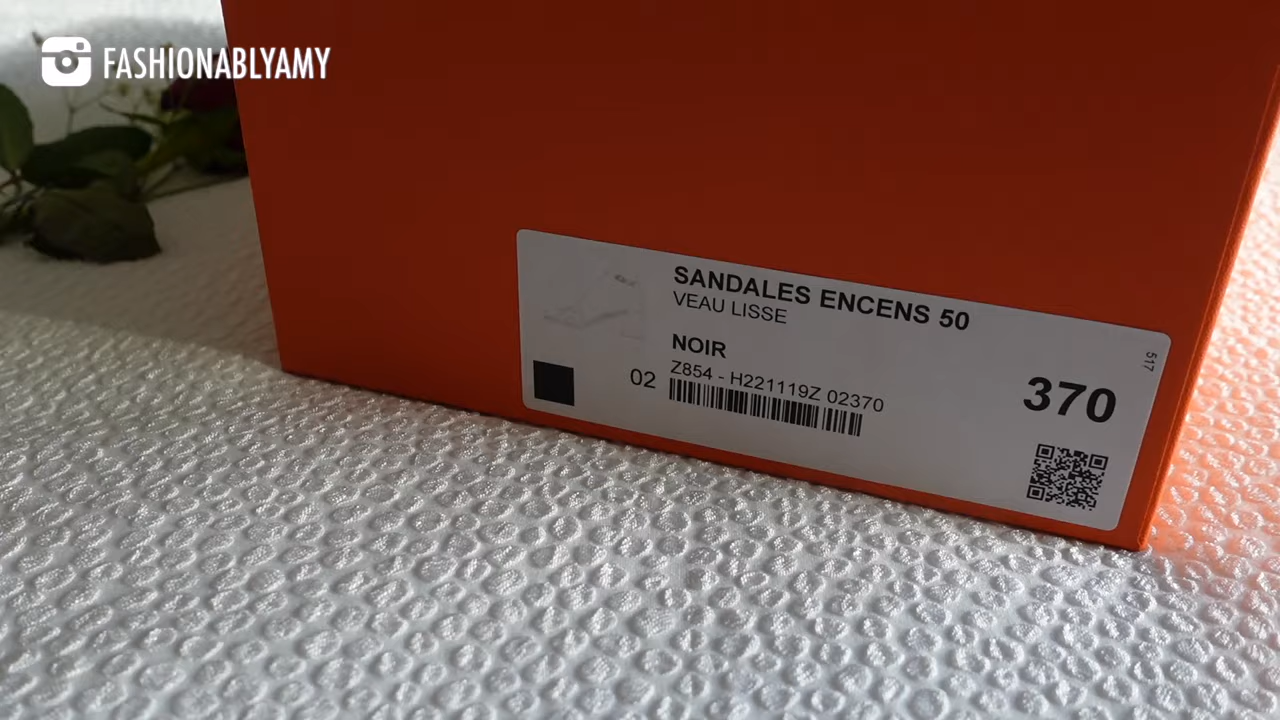 FASHIONABLYAMY
SANDALES ENCENS 50
VEAU LISSE
517
NOIR
02
Z854 - H221119Z 02370
370